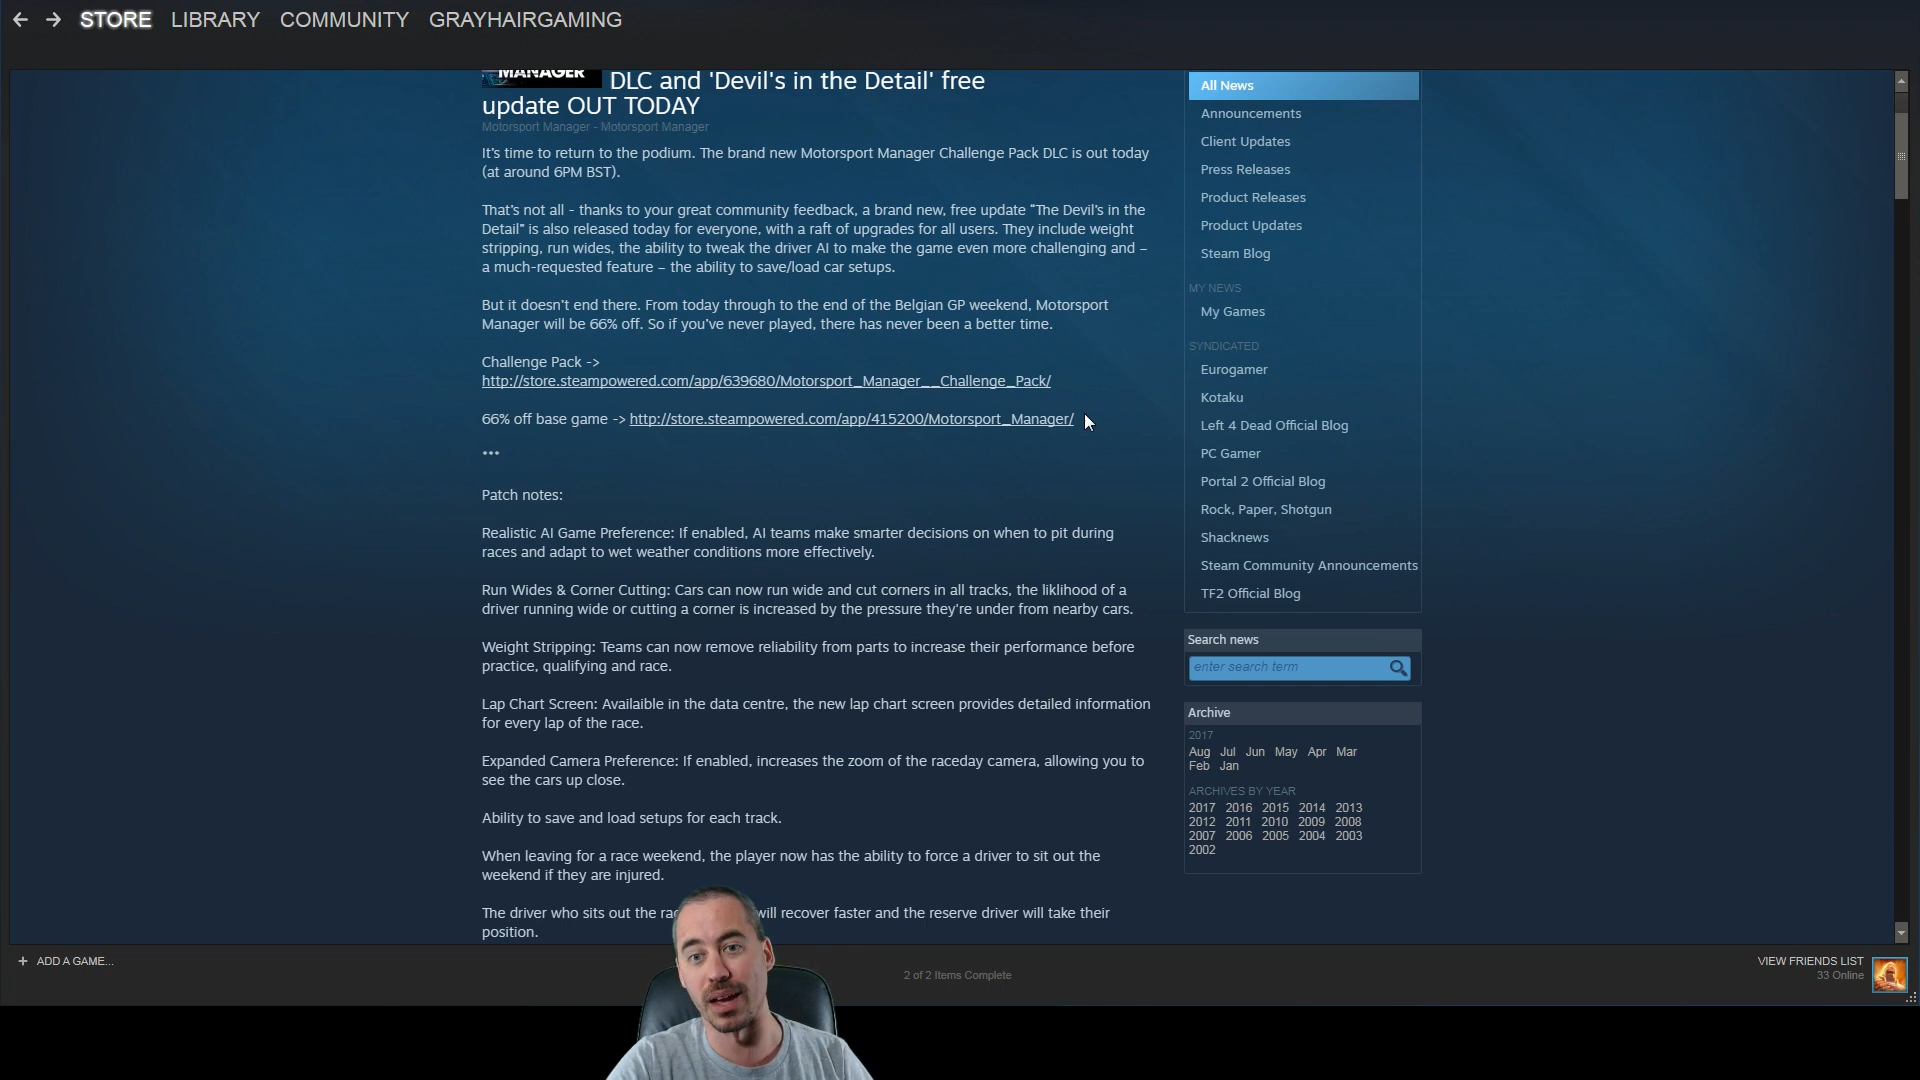 STORE LIBRARY COMMUNITY GRAYHAIRGAMING
MANAGER DLC and 'Devil's in the Detail' free
update OUT TODAY
Motorsport Manager - Motorsport Manager
It's time to return to the podium. The brand new Motorsport Manager Challenge Pack DLC is out today
(at around 6PM BST).
That's not all - thanks to your great community feedback, a brand new, free update “The Devil's in the
Detail” is also released today for everyone, with a raft of upgrades for all users. They include weight
stripping, run wides, the ability to tweak the driver AI to make the game even more challenging and –
a much-requested feature – the ability to save/load car setups.
But it doesn't end there. From today through to the end of the Belgian GP weekend, Motorsport
Manager will be 66% off. So if you've never played, there has never been a better time.
Challenge Pack ->
http://store.steampowered.com/app/639680/Motorsport_Manager__Challenge_Pack/
66% off base game -> http://store.steampowered.com/app/415200/Motorsport_Manager/
***
Patch notes:
Realistic AI Game Preference: If enabled, AI teams make smarter decisions on when to pit during
races and adapt to wet weather conditions more effectively.
Run Wides & Corner Cutting: Cars can now run wide and cut corners in all tracks, the liklihood of a
driver running wide or cutting a corner is increased by the pressure they're under from nearby cars.
Weight Stripping: Teams can now remove reliability from parts to increase their performance before
practice, qualifying and race.
Lap Chart Screen: Availaible in the data centre, the new lap chart screen provides detailed information
for every lap of the race.
Expanded Camera Preference: If enabled, increases the zoom of the raceday camera, allowing you to
see the cars up close.
Ability to save and load setups for each track.
When leaving for a race weekend, the player now has the ability to force a driver to sit out the
weekend if they are injured.
The driver who sits out the will recover faster and the reserve driver will take their
position.
All News
Announcements
Client Updates
Press Releases
Product Releases
Product Updates
Steam Blog
MY NEWS
My Games
SYNDICATED
Eurogamer
Kotaku
Left 4 Dead Official Blog
PC Gamer
Portal 2 Official Blog
Rock, Paper, Shotgun
Shacknews
Steam Community Announcements
TF2 Official Blog
Search news
enter search term
Archive
2017
Aug Jul Jun May Apr Mar
Feb Jan
ARCHIVES BY YEAR
2017 2016 2015 2014 2013
2012 2011 2010 2009 2008
2007 2006 2005 2004 2003
2002
+ ADD A GAME...
2 of 2 Items Complete
VIEW FRIENDS LIST
33 Online